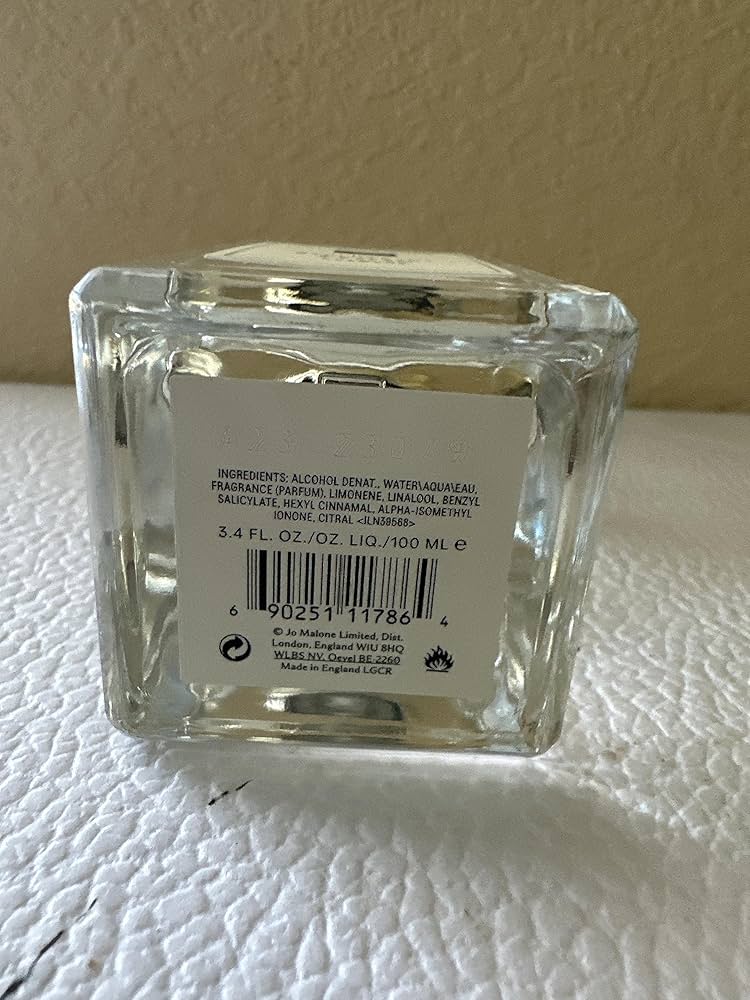 INGREDIENTS: ALCOHOL DENAT., WATER\AQUA\EAU,
FRAGRANCE (PARFUM), LIMONENE, LINALOOL, BENZYL
SALICYLATE, HEXYL CINNAMAL, ALPHA-ISOMETHYL
IONONE, CITRAL <ILN39568>
3.4 FL. OZ./OZ. LIQ./100 ML ℮
6 90251 11786 4
© Jo Malone Limited, Dist.
London, England W1U 8HQ
WLBS NV, Oevel BE-2260
Made in England LGCR